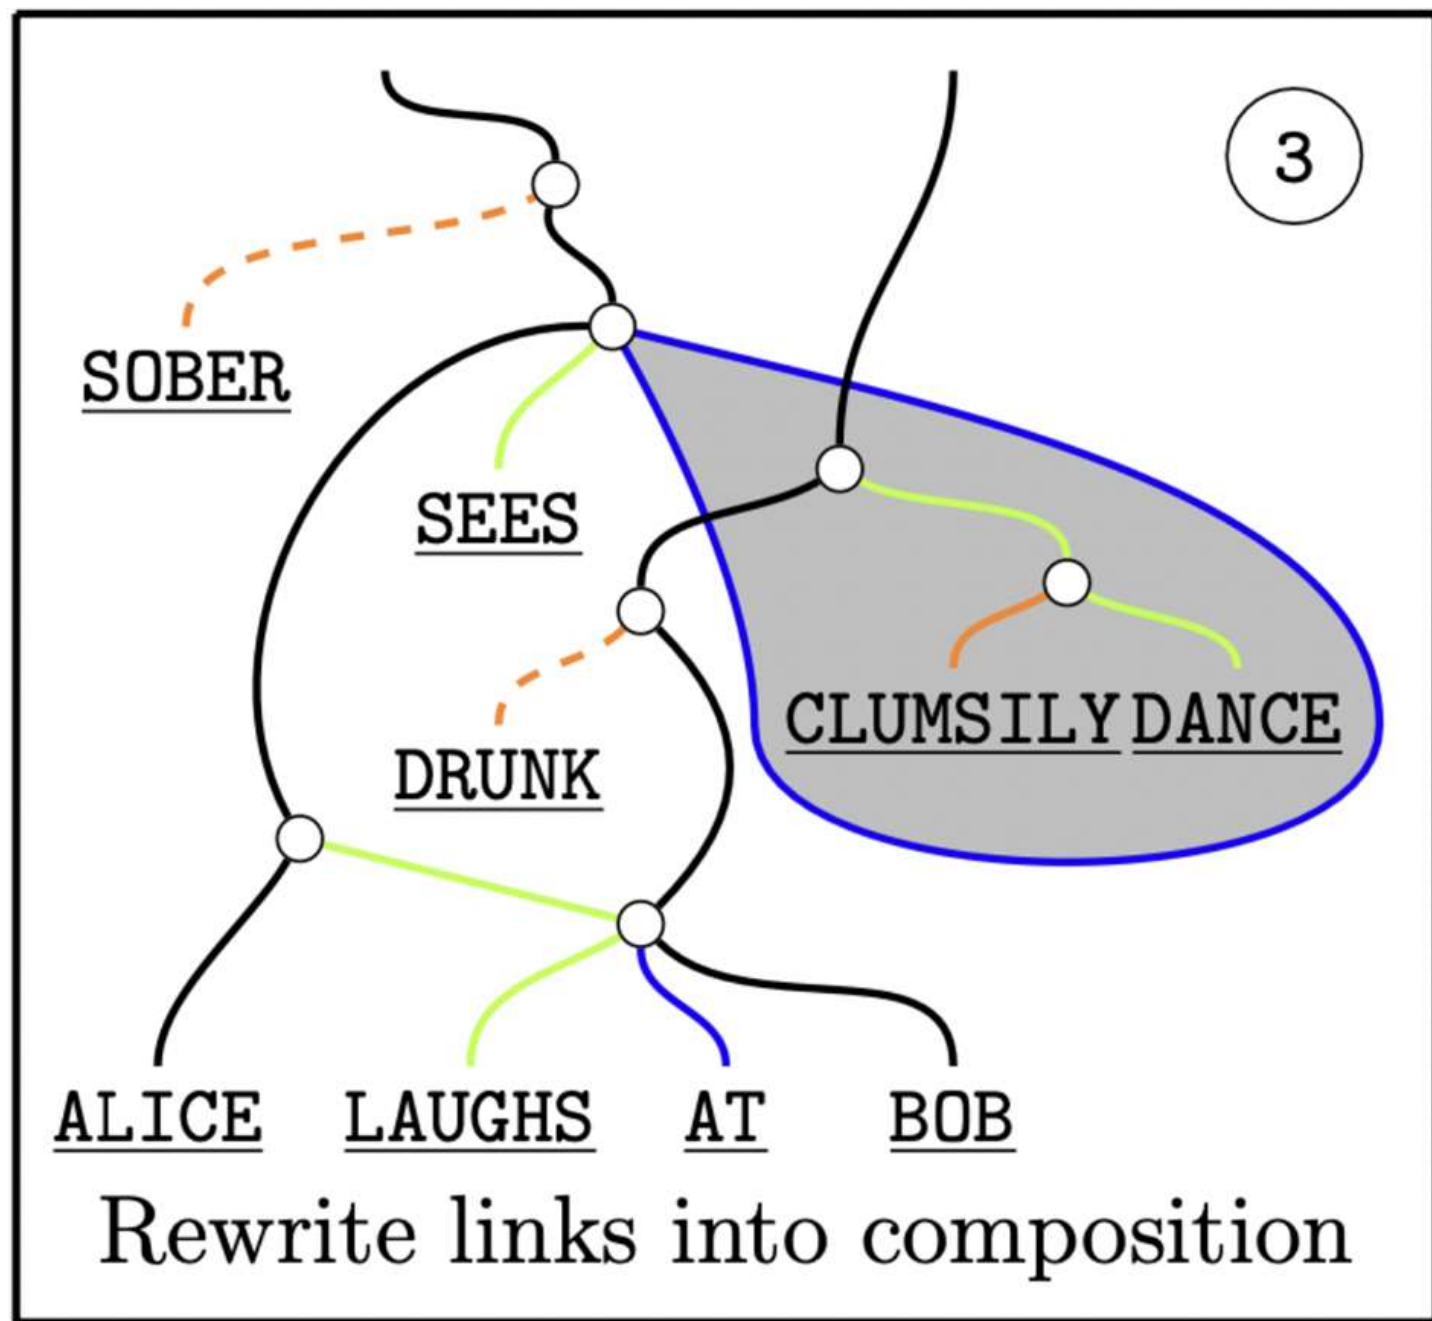 3
SOBER
SEES
CLUMSILY DANCE
DRUNK
ALICE LAUGHS AT BOB
Rewrite links into composition